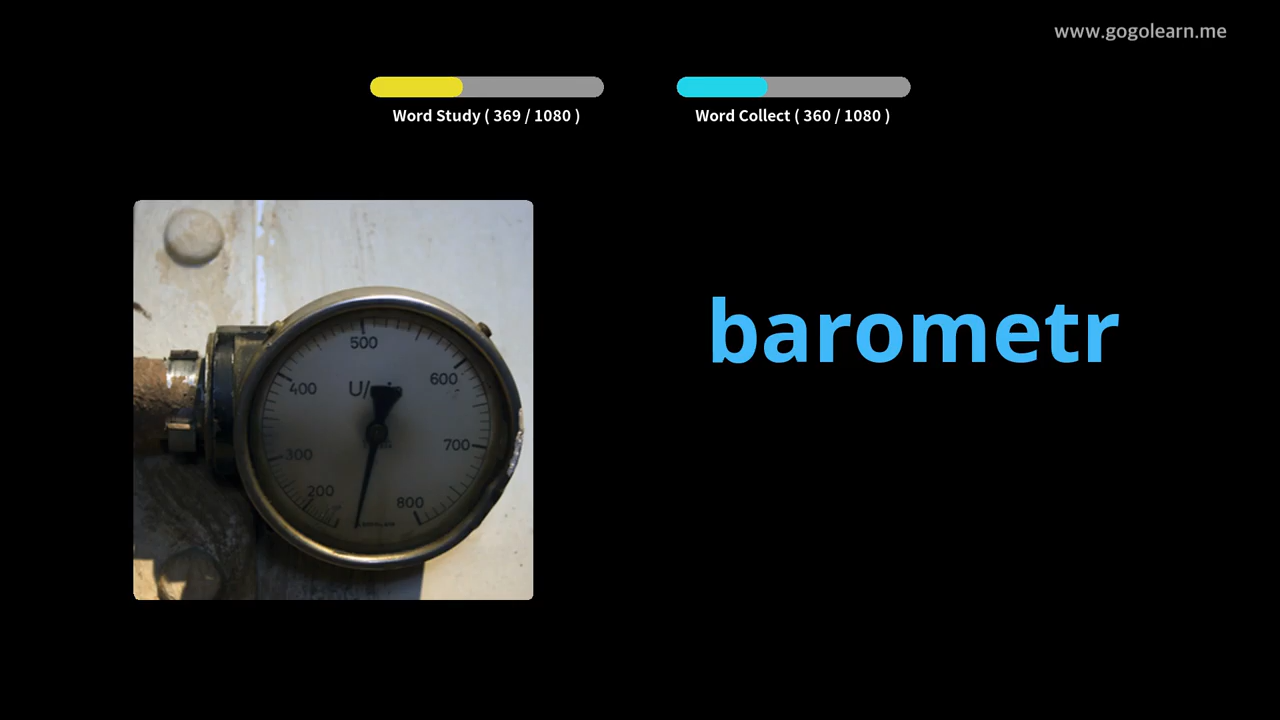 www.gogolearn.me
Word Study ( 369 / 1080 )
Word Collect ( 360 / 1080 )
barometr
500
400
600
300
700
200
800